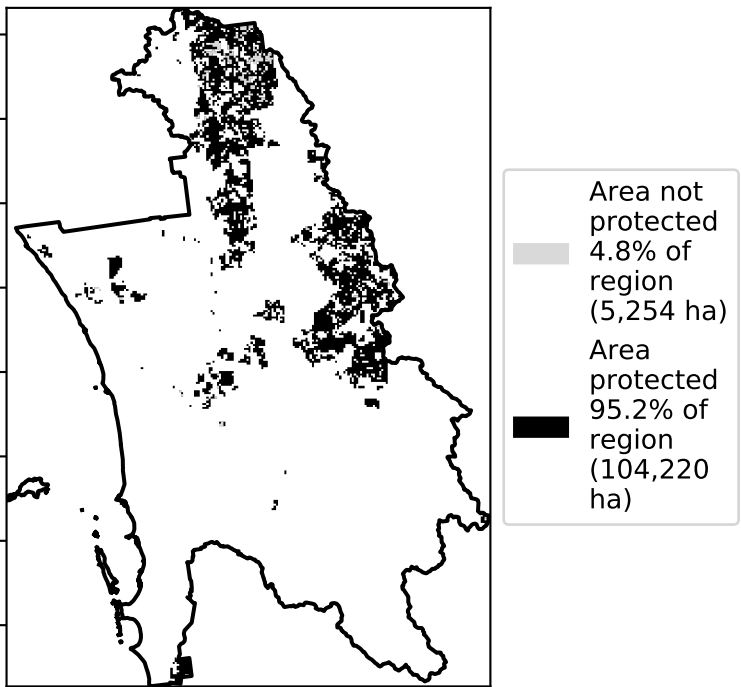 Area not
protected
4.8% of
region
(5,254 ha)
Area
protected
95.2% of
region
(104,220
ha)